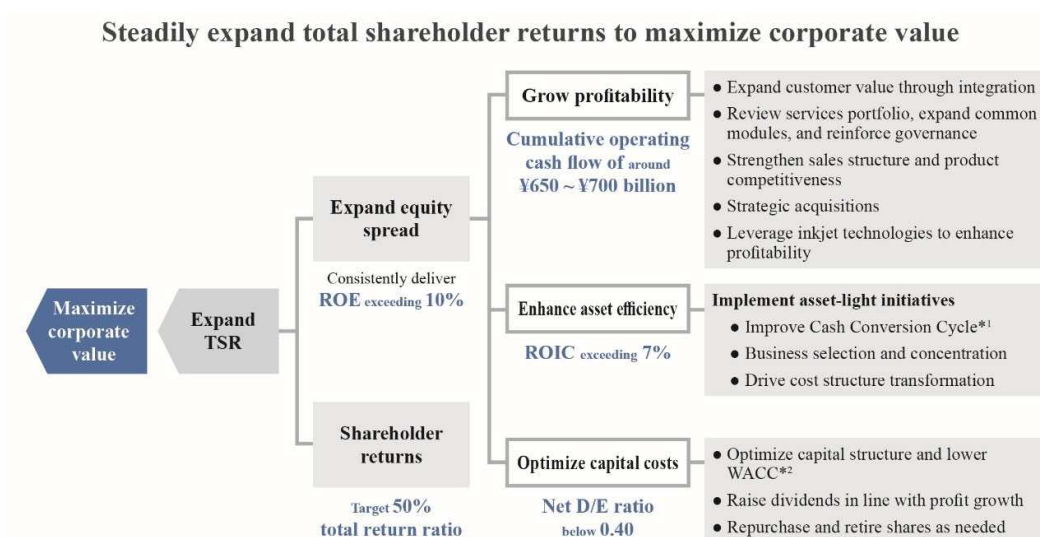 Steadily expand total shareholder returns to maximize corporate value
Maximize
corporate
value
Expand
TSR
Expand equity
spread
Consistently deliver
ROE exceeding 10%
Shareholder
returns
Target 50%
total return ratio
Grow profitability
Cumulative operating
cash flow of around
¥650 ~ ¥700 billion
● Expand customer value through integration
● Review services portfolio, expand common
modules, and reinforce governance
● Strengthen sales structure and product
competitiveness
● Strategic acquisitions
● Leverage inkjet technologies to enhance
profitability
Enhance asset efficiency
ROIC exceeding 7%
Implement asset-light initiatives
● Improve Cash Conversion Cycle*1
● Business selection and concentration
● Drive cost structure transformation
Optimize capital costs
Net D/E ratio
below 0.40
● Optimize capital structure and lower
WACC*2
● Raise dividends in line with profit growth
● Repurchase and retire shares as needed